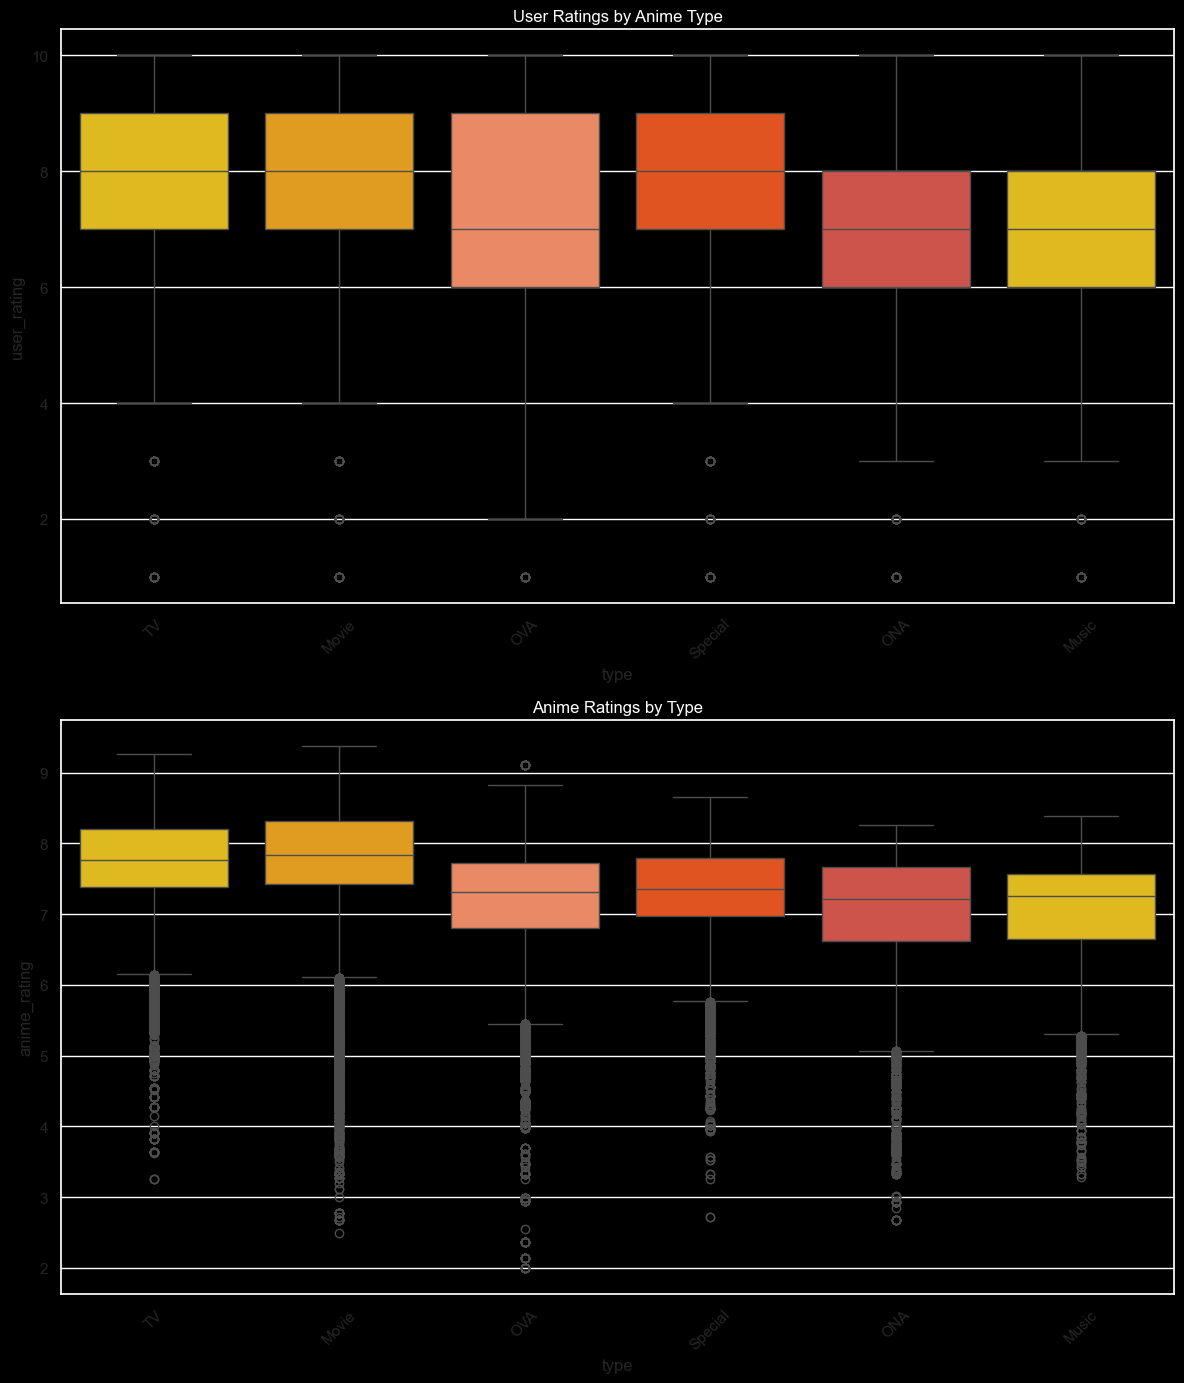 User Ratings by Anime Type
10
8
6
4
2
user_rating
TV
Movie
OVA
Special
ONA
Music
type
Anime Ratings by Type
9
8
7
6
5
4
3
2
anime_rating
TV
Movie
OVA
Special
ONA
Music
type